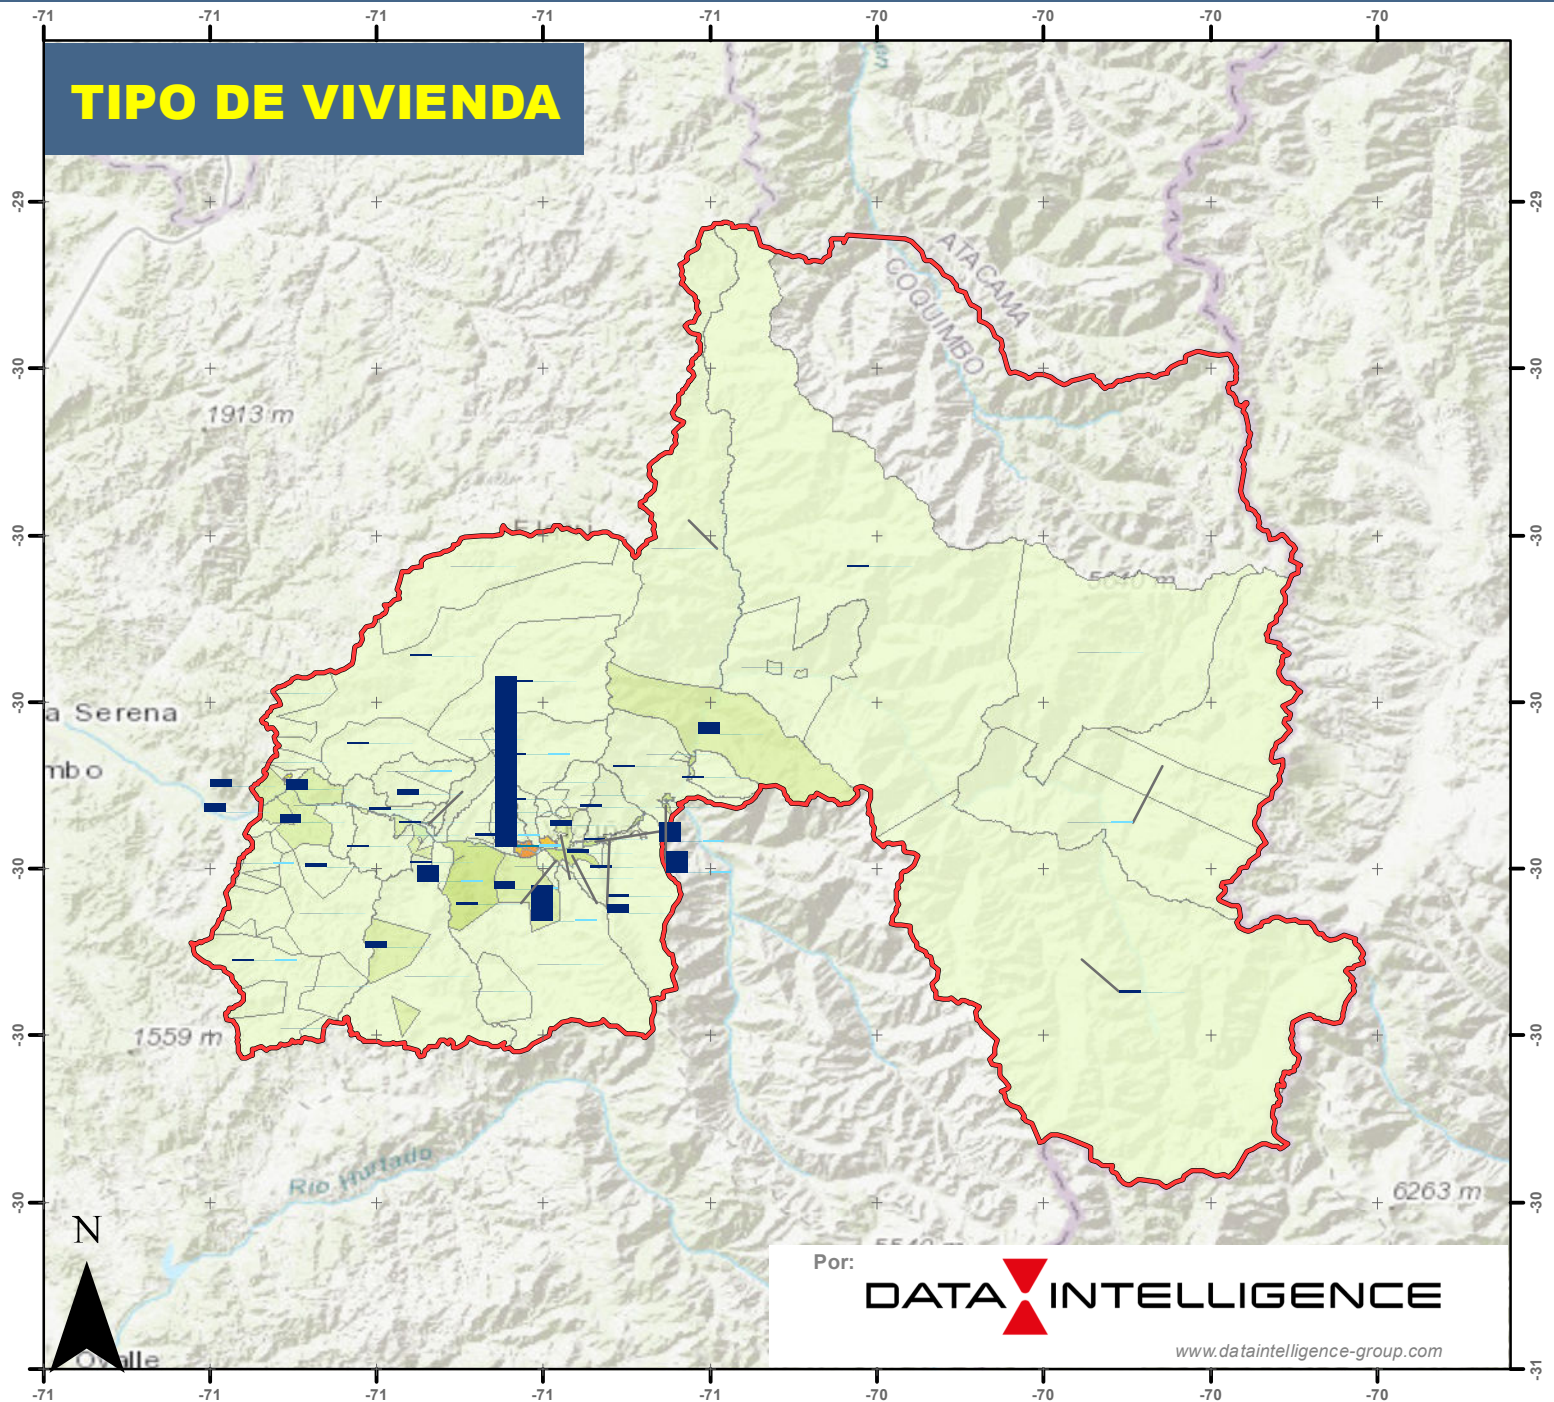 -71 -71 -71 -71 -71 -70 -70 -70 -70
TIPO DE VIVIENDA
en
-29 -29
ATACAMA
COQUIMBO
-30 -30
1913 m
-30 -30
-30 -30
a Serena
mbo
-30 -30
-30 -30
1559 m
Río Hurtado
-30 -30
6263 m
N
Por:
DATA INTELLIGENCE
www.dataintelligence-group.com
Ovalle
-31
-71 -71 -71 -71 -71 -70 -70 -70 -70